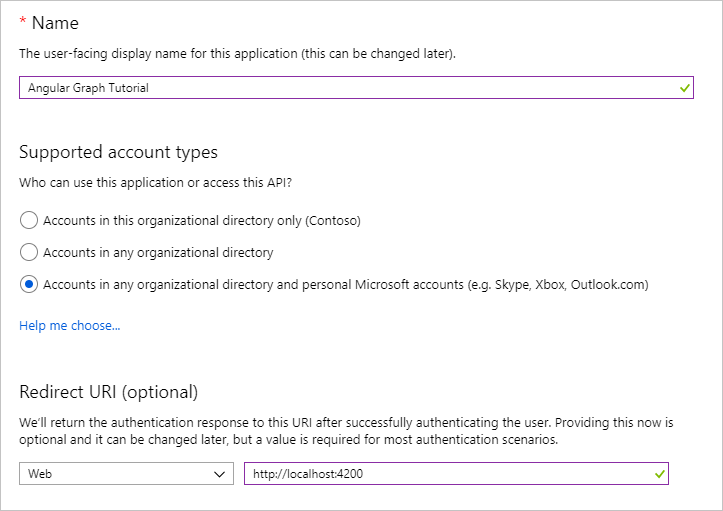 * Name
The user-facing display name for this application (this can be changed later).
Angular Graph Tutorial
Supported account types
Who can use this application or access this API?
Accounts in this organizational directory only (Contoso)
Accounts in any organizational directory
Accounts in any organizational directory and personal Microsoft accounts (e.g. Skype, Xbox, Outlook.com)
Help me choose...
Redirect URI (optional)
We'll return the authentication response to this URI after successfully authenticating the user. Providing this now is
optional and it can be changed later, but a value is required for most authentication scenarios.
Web
http://localhost:4200